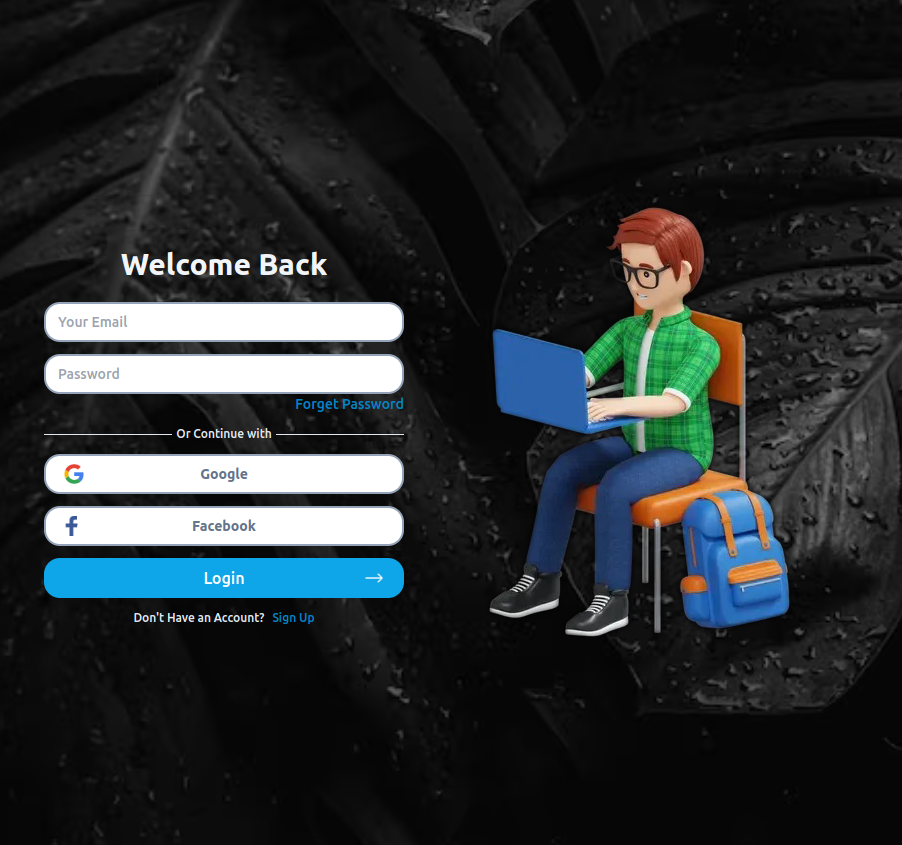 Welcome Back
Your Email
Password
Forget Password
Or Continue with
Google
Facebook
Login
Don't Have an Account? Sign Up